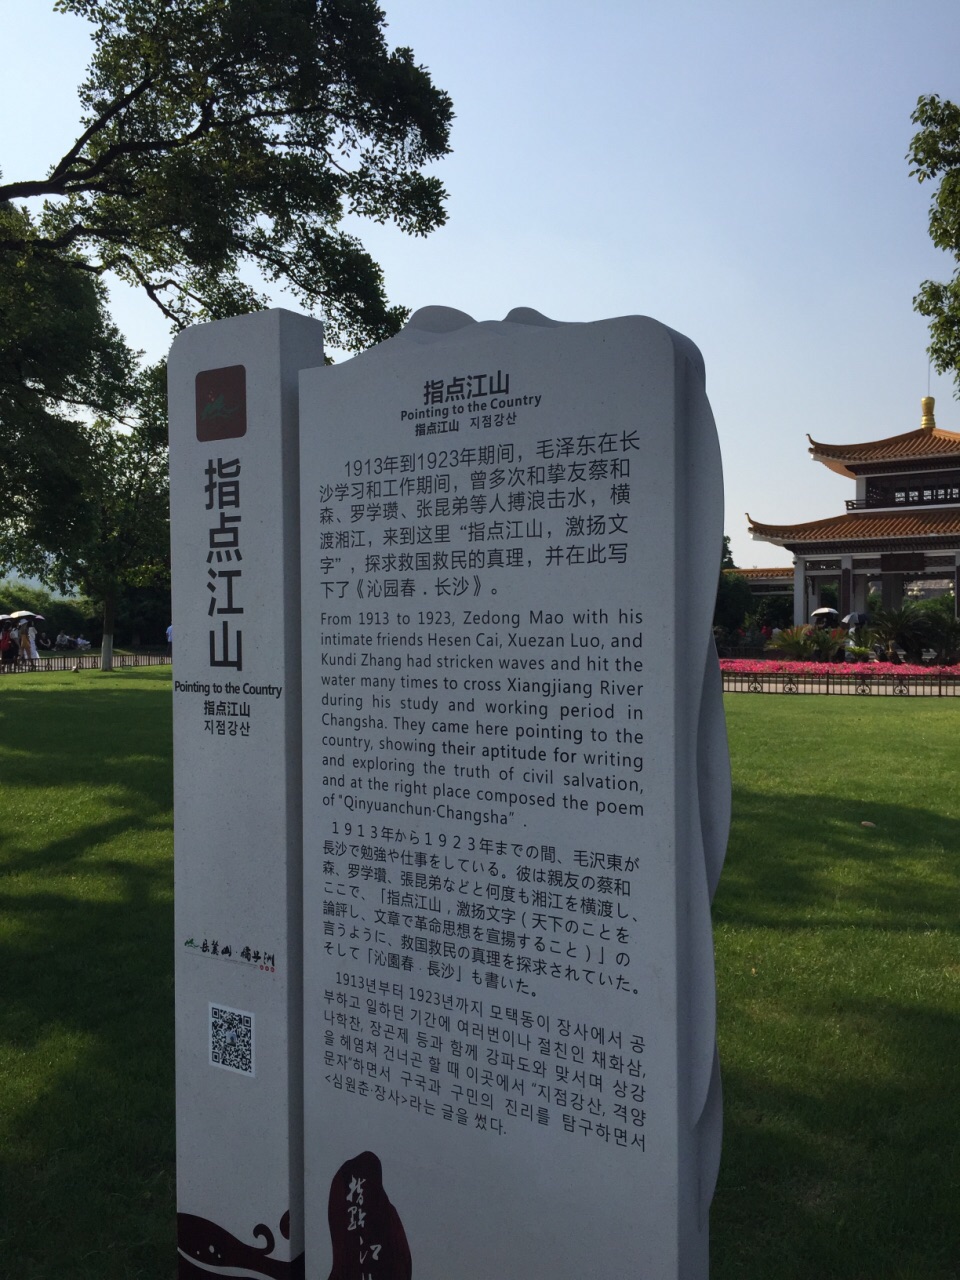 指点江山
Pointing to the Country
指点江山
지점강산
岳麓山·橘子洲
指点江山
Pointing to the Country
指点江山 지점강산
1913年到1923年期间，毛泽东在长
沙学习和工作期间，曾多次和挚友蔡和
森、罗学瓒、张昆弟等人搏浪击水，横
渡湘江，来到这里“指点江山，激扬文
字”，探求救国救民的真理，并在此写
下了《沁园春．长沙》。
From 1913 to 1923, Zedong Mao with his
intimate friends Hesen Cai, Xuezan Luo, and
Kundi Zhang had stricken waves and hit the
water many times to cross Xiangjiang River
during his study and working period in
Changsha. They came here pointing to the
country, showing their aptitude for writing
and exploring the truth of civil salvation,
and at the right place composed the poem
of "Qinyuanchun·Changsha" .
１９１３年から１９２３年までの間、毛沢東が
長沙で勉強や仕事をしている。彼は親友の蔡和
森、罗学瓚、張昆弟などと何度も湘江を横渡し、
ここで、「指点江山，激扬文字（天下のことを
論評し、文章で革命思想を宣揚すること）」の
言うように、救国救民の真理を探求されていた。
そして「沁園春．長沙」も書いた。
1913년부터 1923년까지 모택동이 장사에서 공
부하고 일하던 기간에 여러번이나 절친인 채화삼,
나학찬, 장곤제 등과 함께 강파도와 맞서며 상강
을 헤염쳐 건너곤 할 때 이곳에서 “지점강산, 격양
문자”하면서 구국과 구민의 진리를 탐구하면서
<심원춘·장사>라는 글을 썼다.
指點江